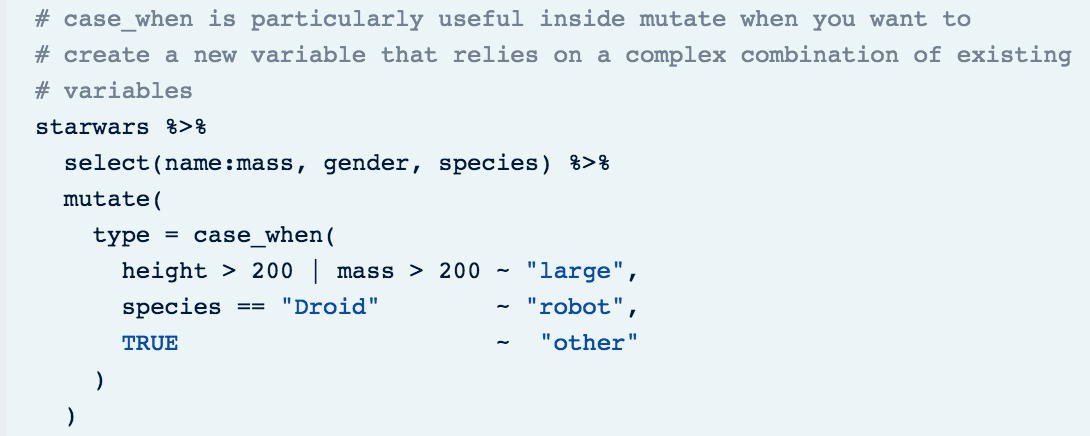 # case_when is particularly useful inside mutate when you want to
# create a new variable that relies on a complex combination of existing
# variables
starwars %>%
  select(name:mass, gender, species) %>%
  mutate(
    type = case_when(
      height > 200 | mass > 200 ~ "large",
      species == "Droid"        ~ "robot",
      TRUE                      ~  "other"
    )
  )